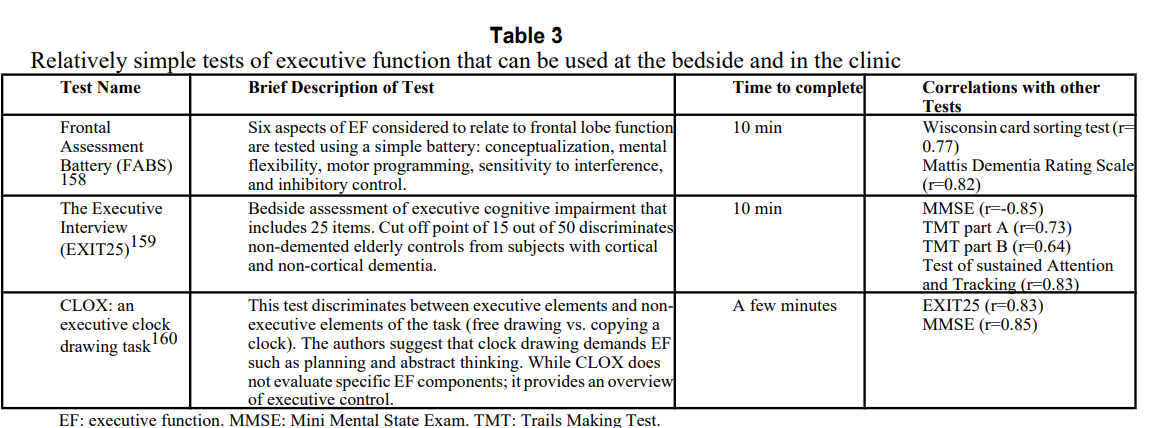 Table 3
Relatively simple tests of executive function that can be used at the bedside and in the clinic
Test Name
Brief Description of Test
Time to complete
Correlations with other
Tests
Frontal
Assessment
Battery (FABS)
158
Six aspects of EF considered to relate to frontal lobe function
are tested using a simple battery: conceptualization, mental
flexibility, motor programming, sensitivity to interference,
and inhibitory control.
10 min
Wisconsin card sorting test (r=
0.77)
Mattis Dementia Rating Scale
(r=0.82)
The Executive
Interview
(EXIT25)159
Bedside assessment of executive cognitive impairment that
includes 25 items. Cut off point of 15 out of 50 discriminates
non-demented elderly controls from subjects with cortical
and non-cortical dementia.
10 min
MMSE (r=-0.85)
TMT part A (r=0.73)
TMT part B (r=0.64)
Test of sustained Attention
and Tracking (r=0.83)
CLOX: an
executive clock
drawing task160
This test discriminates between executive elements and non-
executive elements of the task (free drawing vs. copying a
clock). The authors suggest that clock drawing demands EF
such as planning and abstract thinking. While CLOX does
not evaluate specific EF components; it provides an overview
of executive control.
A few minutes
EXIT25 (r=0.83)
MMSE (r=0.85)
EF: executive function. MMSE: Mini Mental State Exam. TMT: Trails Making Test.